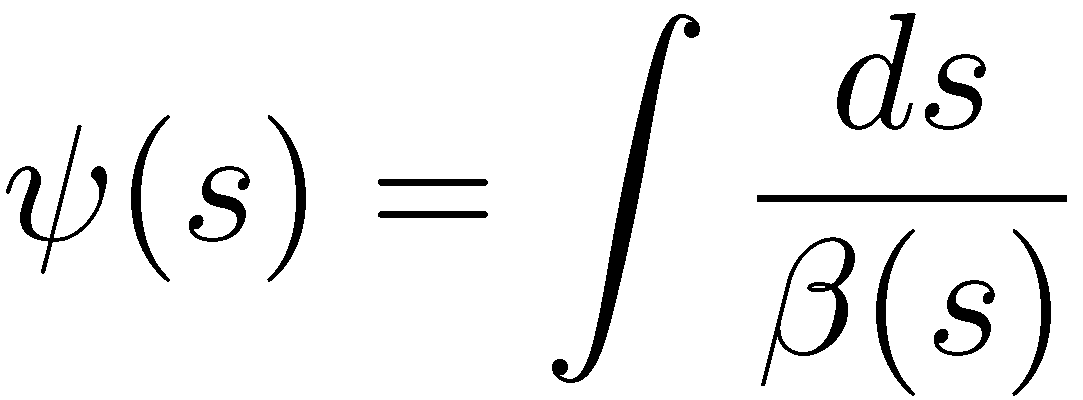 ψ(s) = ∫ ds/β(s)